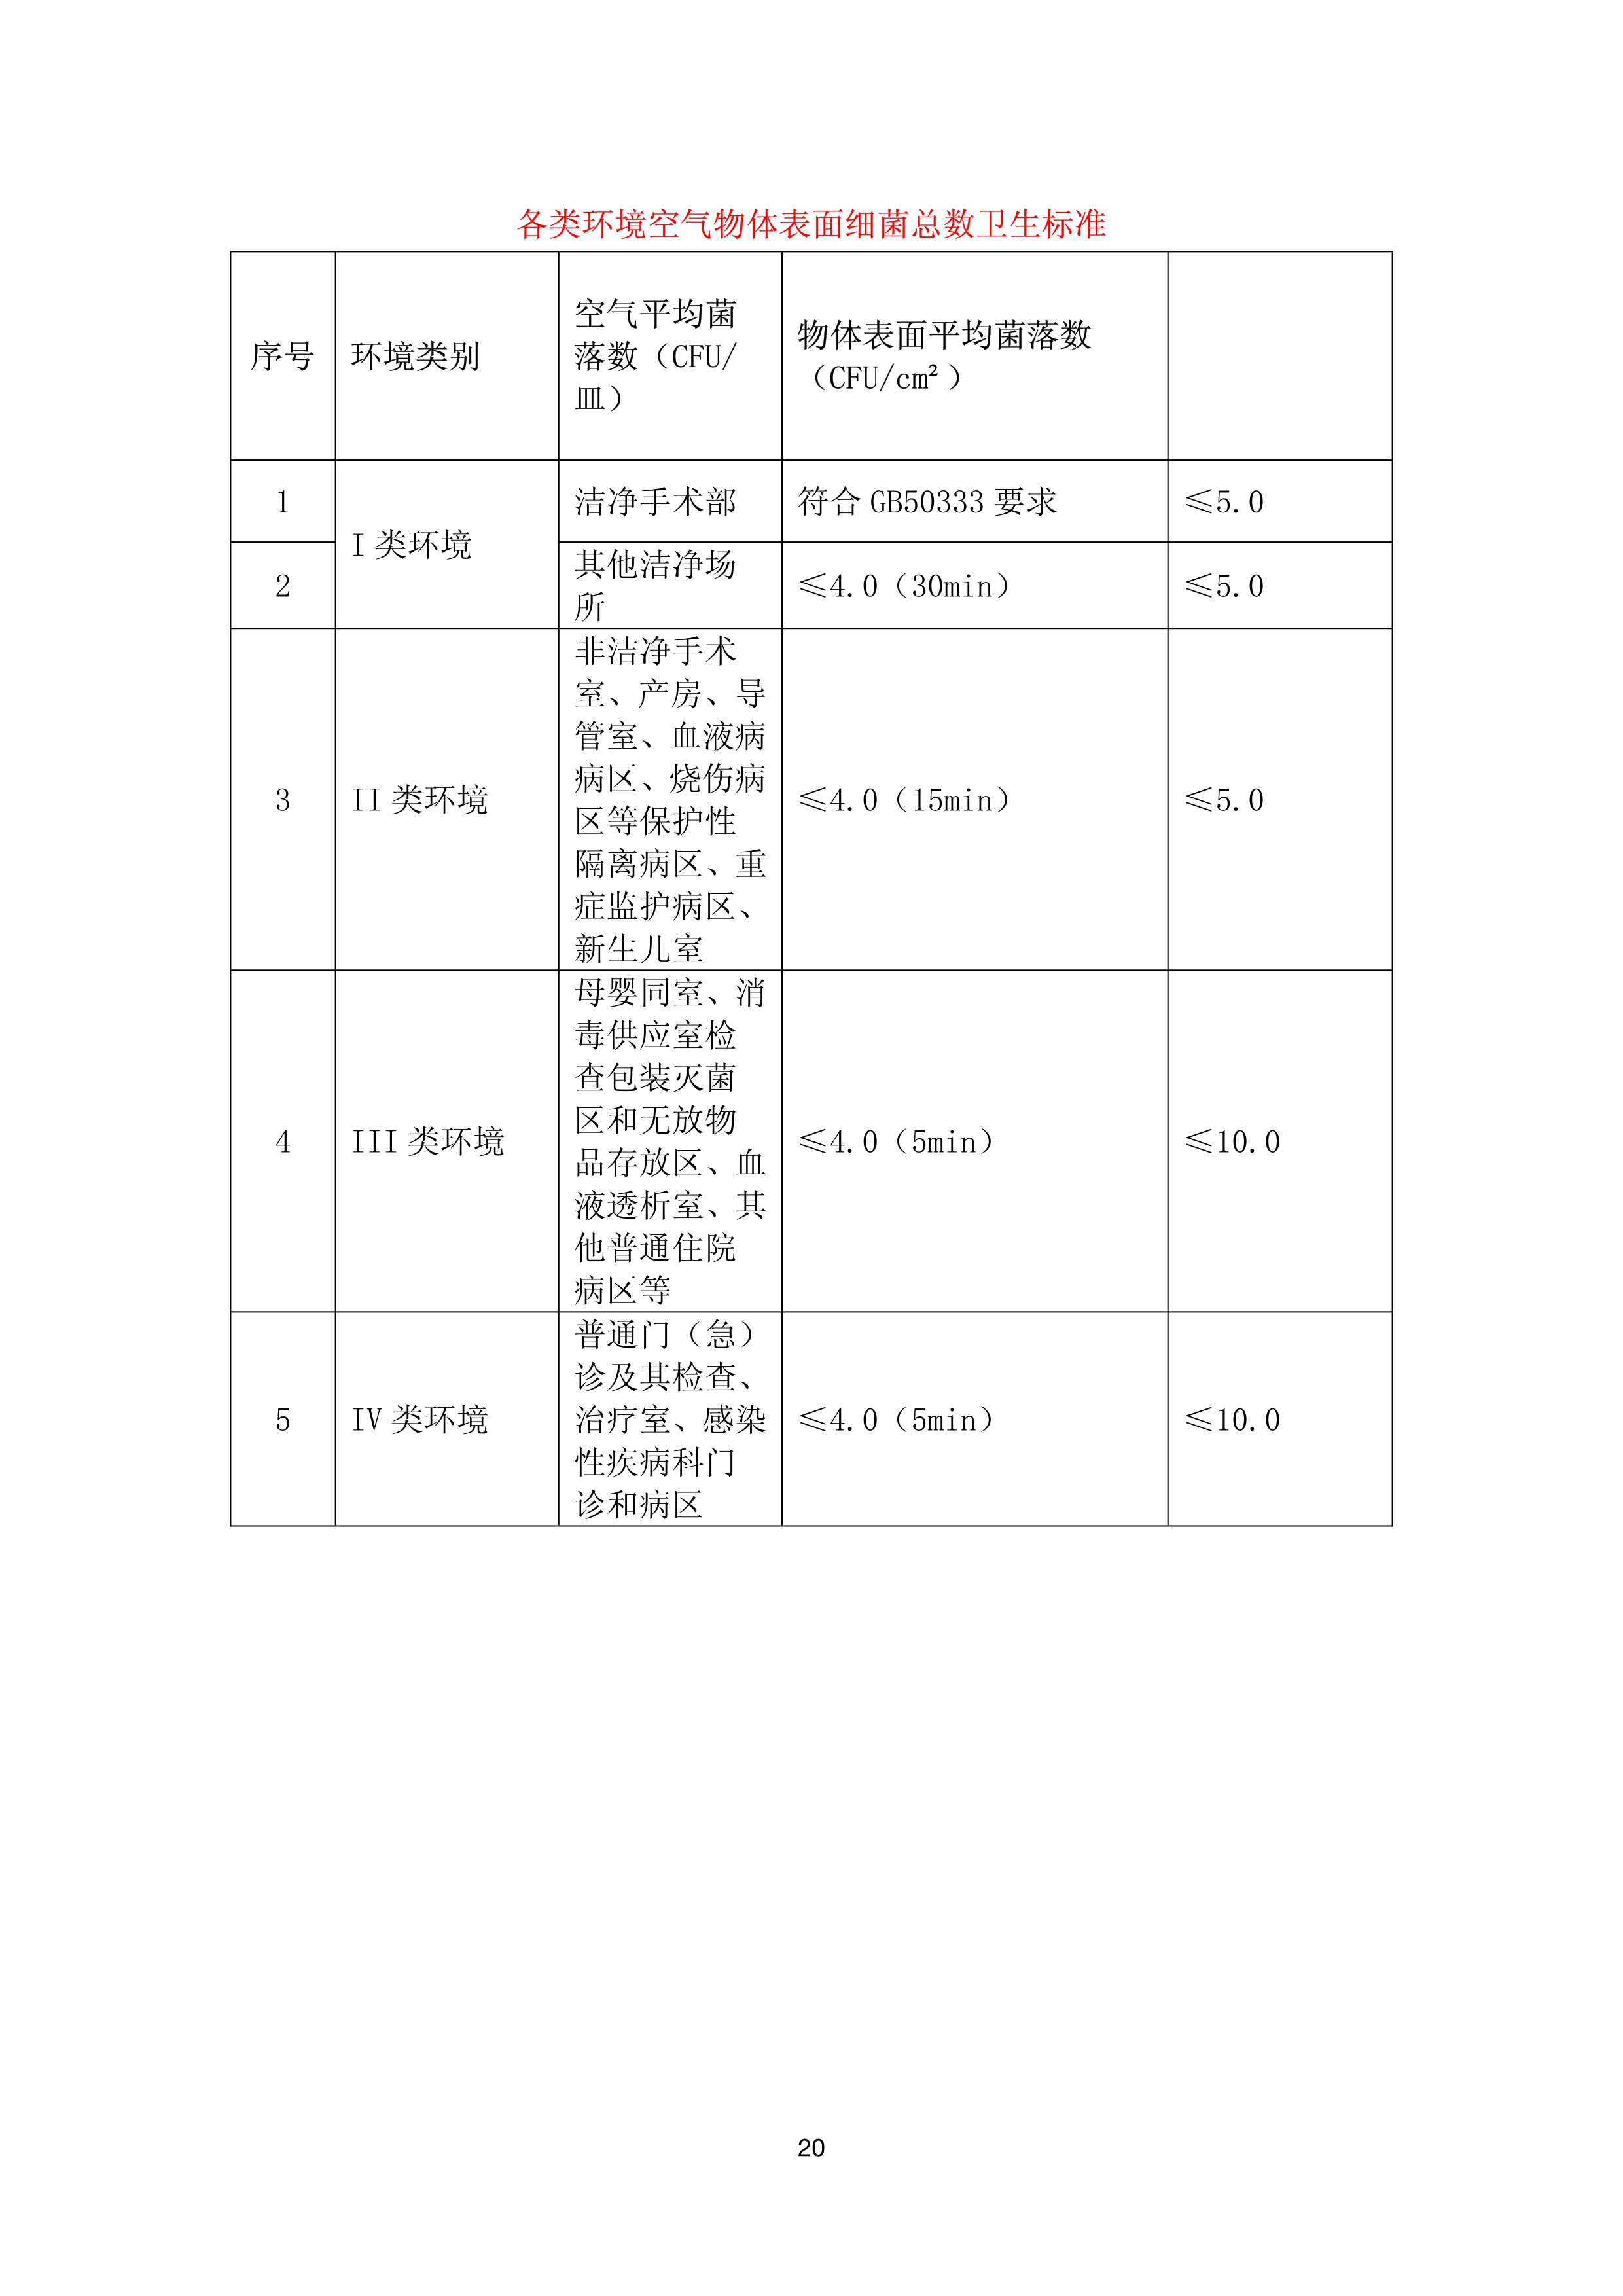 各类环境空气物体表面细菌总数卫生标准
序号
环境类别
空气平均菌
落数（CFU/
皿）
物体表面平均菌落数
（CFU/cm²）
1
I 类环境
洁净手术部
符合 GB50333 要求
≤5.0
2
其他洁净场
所
≤4.0（30min）
≤5.0
3
II 类环境
非洁净手术
室、产房、导
管室、血液病
病区、烧伤病
区等保护性
隔离病区、重
症监护病区、
新生儿室
≤4.0（15min）
≤5.0
4
III 类环境
母婴同室、消
毒供应室检
查包装灭菌
区和无放物
品存放区、血
液透析室、其
他普通住院
病区等
≤4.0（5min）
≤10.0
5
IV 类环境
普通门（急）
诊及其检查、
治疗室、感染
性疾病科门
诊和病区
≤4.0（5min）
≤10.0
20